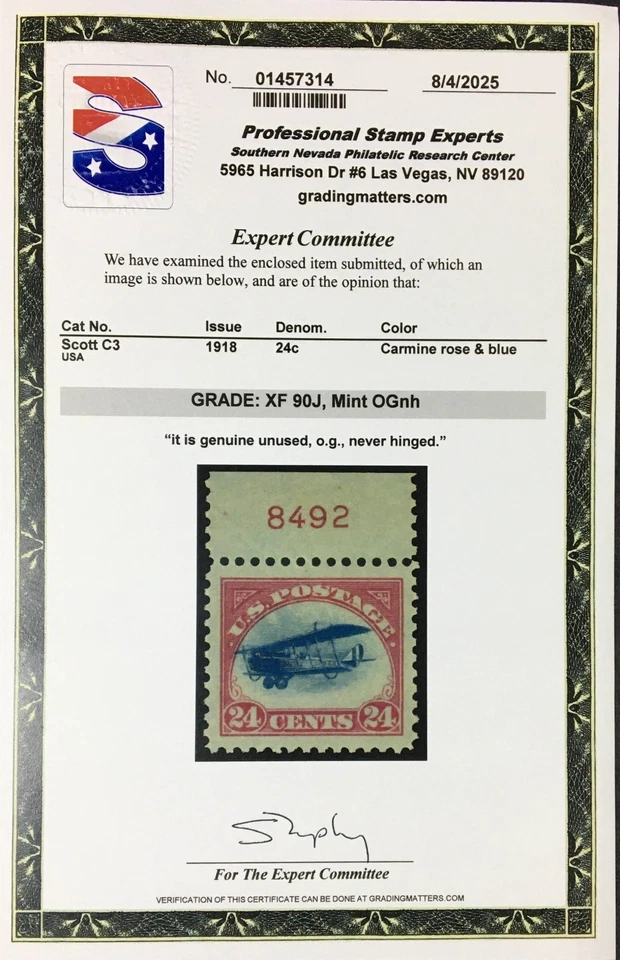 No. 01457314 8/4/2025
Professional Stamp Experts
Southern Nevada Philatelic Research Center
5965 Harrison Dr #6 Las Vegas, NV 89120
gradingmatters.com
Expert Committee
We have examined the enclosed item submitted, of which an
image is shown below, and are of the opinion that:
Cat No. Issue Denom. Color
Scott C3 1918 24c Carmine rose & blue
USA
GRADE: XF 90J, Mint OGnh
“it is genuine unused, o.g., never hinged.”
8492
U.S. POSTAGE
24 CENTS 24
For The Expert Committee
VERIFICATION OF THIS CERTIFICATE CAN BE DONE AT GRADINGMATTERS.COM